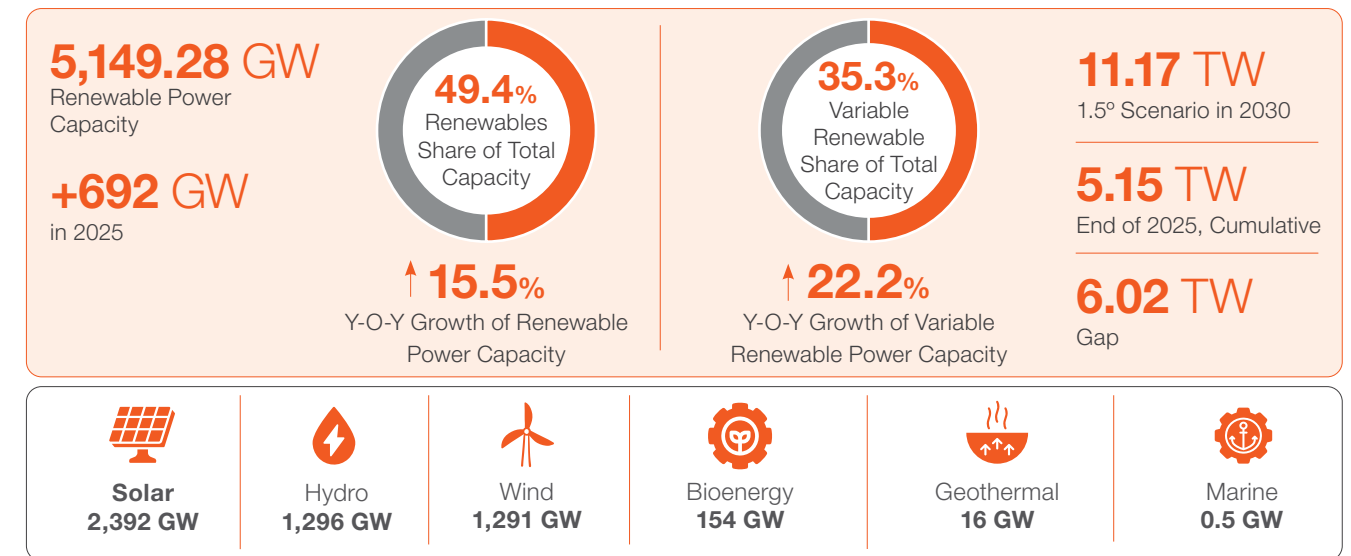 5,149.28 GW
Renewable Power
Capacity
+692 GW
in 2025
49.4%
Renewables
Share of Total
Capacity
15.5%
Y-O-Y Growth of Renewable
Power Capacity
35.3%
Variable
Renewable
Share of Total
Capacity
22.2%
Y-O-Y Growth of Variable
Renewable Power Capacity
11.17 TW
1.5º Scenario in 2030
5.15 TW
End of 2025, Cumulative
6.02 TW
Gap
Solar
2,392 GW
Hydro
1,296 GW
Wind
1,291 GW
Bioenergy
154 GW
Geothermal
16 GW
Marine
0.5 GW